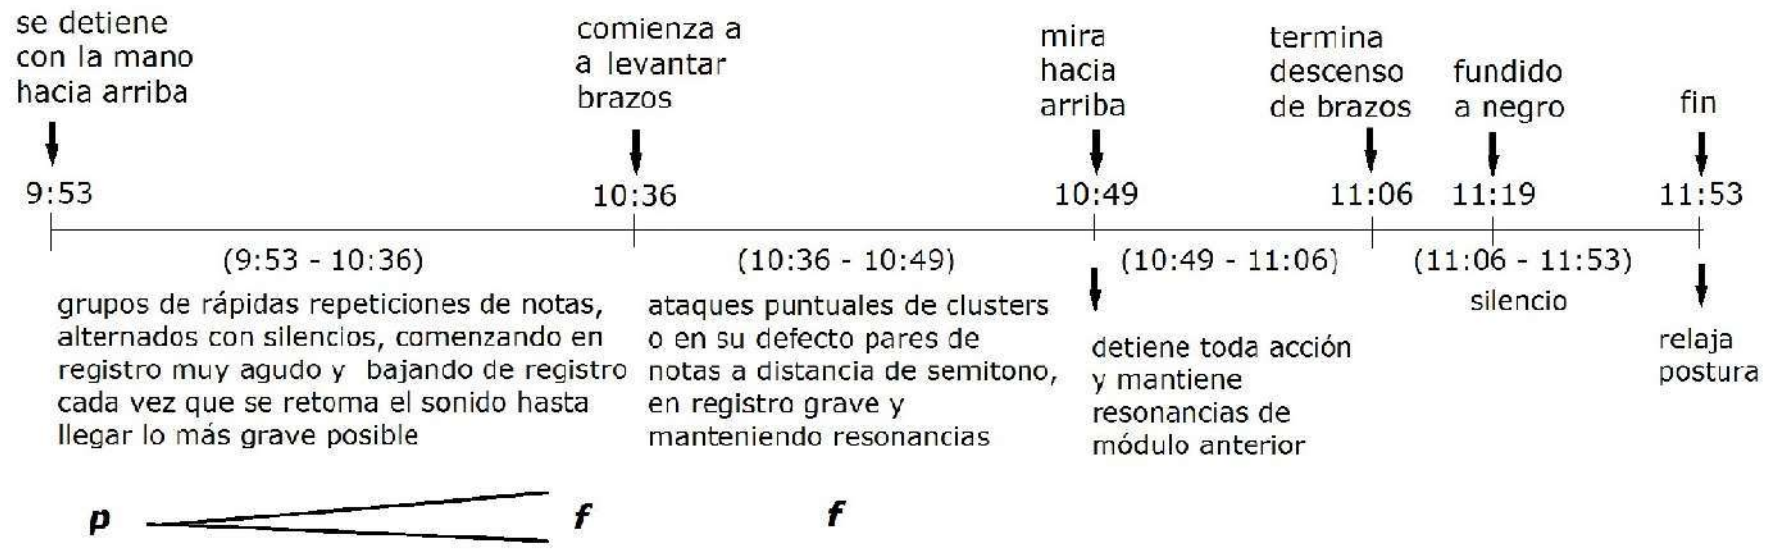 se detiene
con la mano
hacia arriba
comienza a
a levantar
brazos
mira
hacia
arriba
termina
descenso
de brazos
fundido
a negro
fin
9:53
10:36
10:49
11:06
11:19
11:53
(9:53 - 10:36)
(10:36 - 10:49)
(10:49 - 11:06)
(11:06 - 11:53)
grupos de rápidas repeticiones de notas,
alternados con silencios, comenzando en
registro muy agudo y bajando de registro
cada vez que se retoma el sonido hasta
llegar lo más grave posible
ataques puntuales de clusters
o en su defecto pares de
notas a distancia de semitono,
en registro grave y
manteniendo resonancias
detiene toda acción
y mantiene
resonancias de
módulo anterior
silencio
relaja
postura
p
f
f